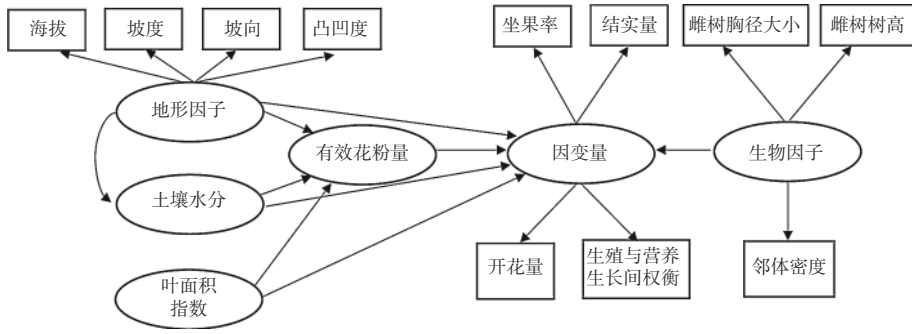 海拔
坡度
坡向
凸凹度
坐果率
结实量
雌树胸径大小
雌树树高
地形因子
有效花粉量
因变量
生物因子
土壤水分
叶面积
指数
开花量
生殖与营养
生长间权衡
邻体密度